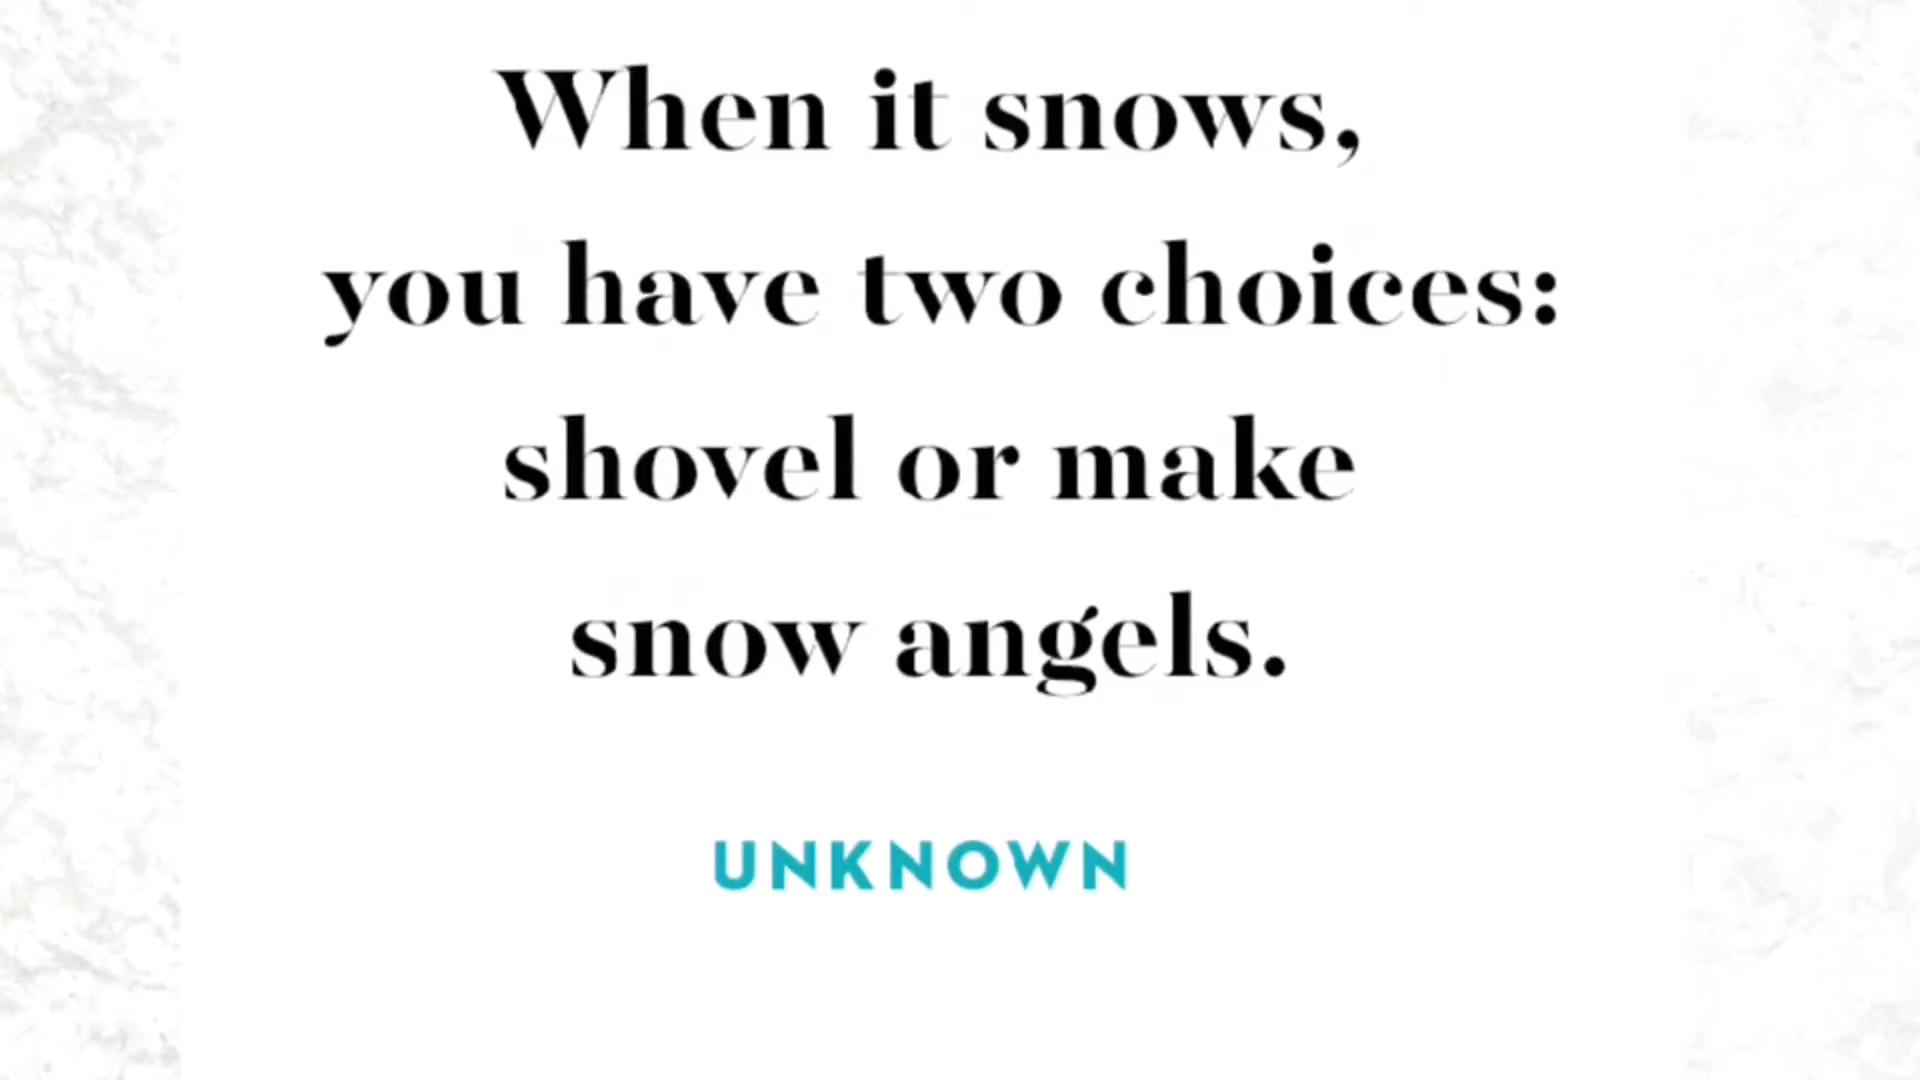 When it snows,
you have two choices:
shovel or make
snow angels.
UNKNOWN